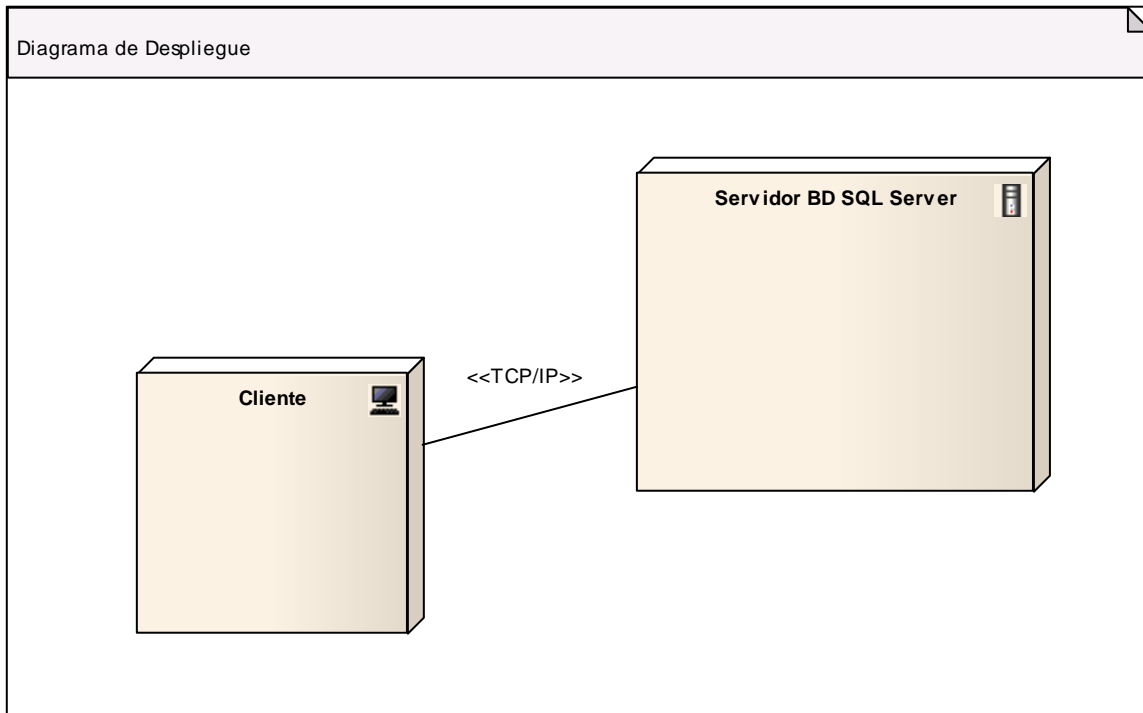 Diagrama de Despliegue
Servidor BD SQL Server
<<TCP/IP>>
Cliente